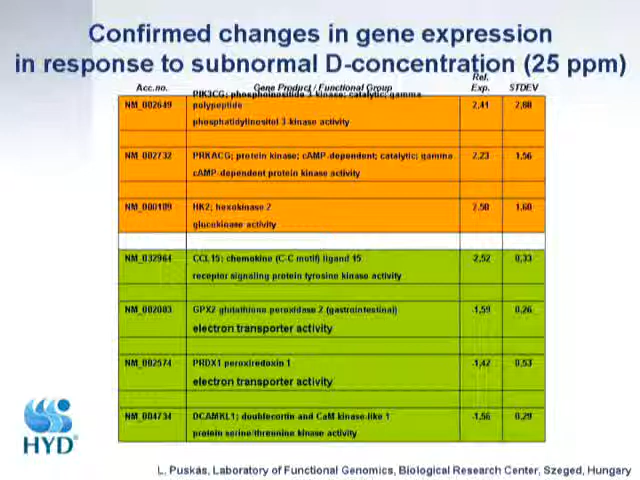 Confirmed changes in gene expression
in response to subnormal D-concentration (25 ppm)
Acc.no. Gene Product / Functional Group Rel. Exp. STDEV
NM_002649 PIK3CG; phosphoinositide 3 kinase; catalytic; gamma polypeptide 2,41 2,80
phosphatidylinositol 3 kinase activity
NM_002732 PRKACG; protein kinase; cAMP-dependent; catalytic; gamma 2,23 1,56
cAMP-dependent protein kinase activity
HK2; hexokinase 2 2,50 1,60
glucokinase activity
NM_032964 CCL15; chemokine (C-C motif) ligand 15 -2,52 0,33
receptor signaling protein tyrosine kinase activity
NM_002083 GPX2 glutathione peroxidase 2 (gastrointestinal) -1,59 0,26
electron transporter activity
NM_002574 PRDX1 peroxiredoxin 1 -1,42 0,53
electron transporter activity
NM_004734 DCAMKL1; doublecortin and CaM kinase-like 1 -1,56 0,29
protein serine/threonine kinase activity
HYD®
L. Puskás, Laboratory of Functional Genomics, Biological Research Center, Szeged, Hungary